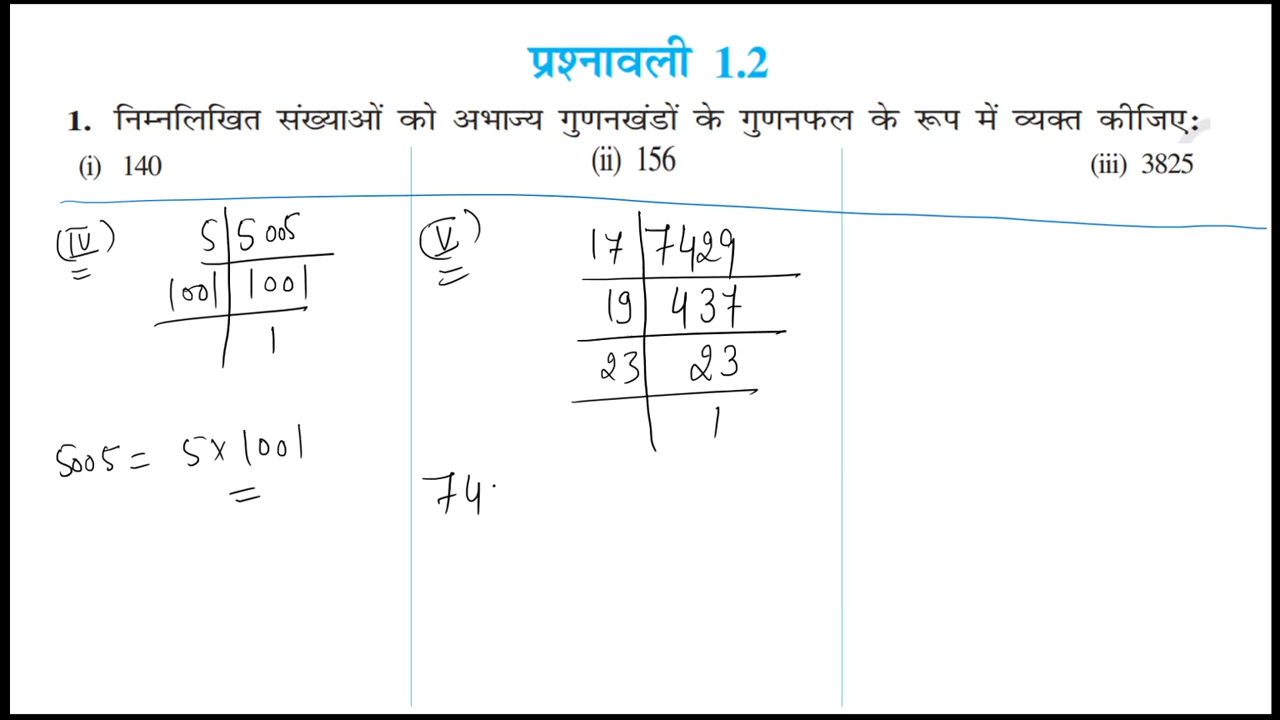 प्रश्नावली 1.2
1. निम्नलिखित संख्याओं को अभाज्य गुणनखंडों के गुणनफल के रूप में व्यक्त कीजिए:
(i) 140 (ii) 156 (iii) 3825
(IV)
5 | 5005
1001 | 1001
1
5005 = 5 × 1001
=
(V)
17 | 7429
19 | 437
23 | 23
1
74